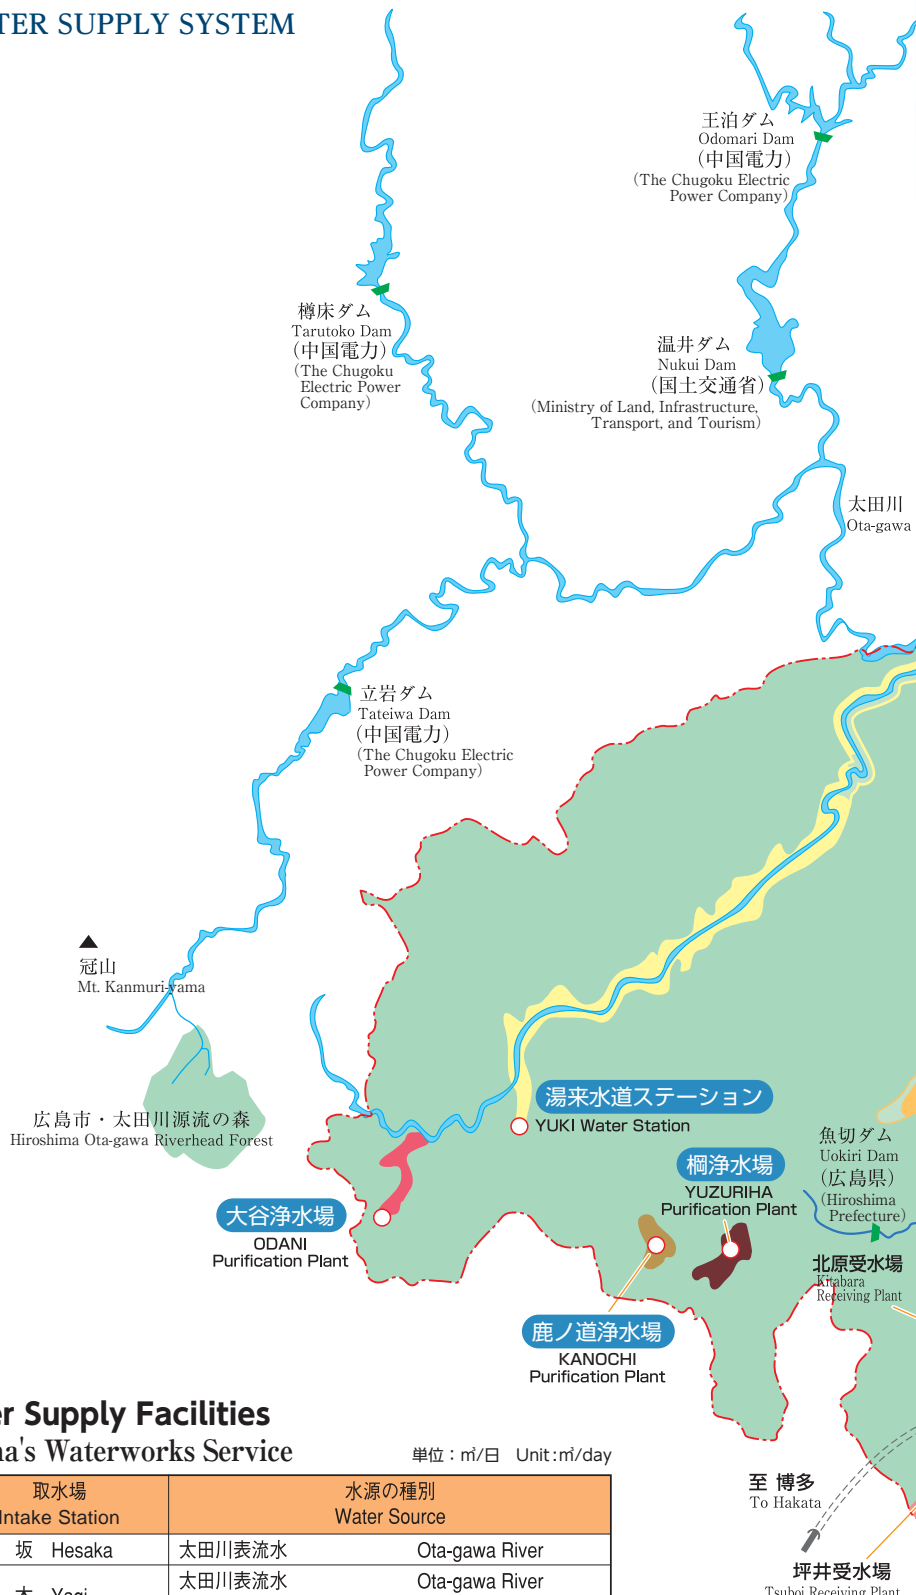 TER SUPPLY SYSTEM
王泊ダム
Odomari Dam
(中国電力)
(The Chugoku Electric
Power Company)
樽床ダム
Tarutoko Dam
(中国電力)
(The Chugoku
Electric Power
Company)
温井ダム
Nukui Dam
(国土交通省)
(Ministry of Land, Infrastructure,
Transport, and Tourism)
太田川
Ota-gawa
立岩ダム
Tateiwa Dam
(中国電力)
(The Chugoku Electric
Power Company)
冠山
Mt. Kanmuri-yama
広島市・太田川源流の森
Hiroshima Ota-gawa Riverhead Forest
湯来水道ステーション
YUKI Water Station
魚切ダム
Uokiri Dam
(広島県)
(Hiroshima
Prefecture)
棡浄水場
YUZURIHA
Purification Plant
大谷浄水場
ODANI
Purification Plant
北原受水場
Kitabara
Receiving Plant
鹿ノ道浄水場
KANOCHI
Purification Plant
er Supply Facilities
na's Waterworks Service
単位:㎥/日 Unit:㎥/day
取水場 水源の種別
Intake Station Water Source
坂 Hesaka 太田川表流水 Ota-gawa River
木 Yagi 太田川表流水 Ota-gawa River
至 博多
To Hakata
坪井受水場
Tsuboi Receiving Plant